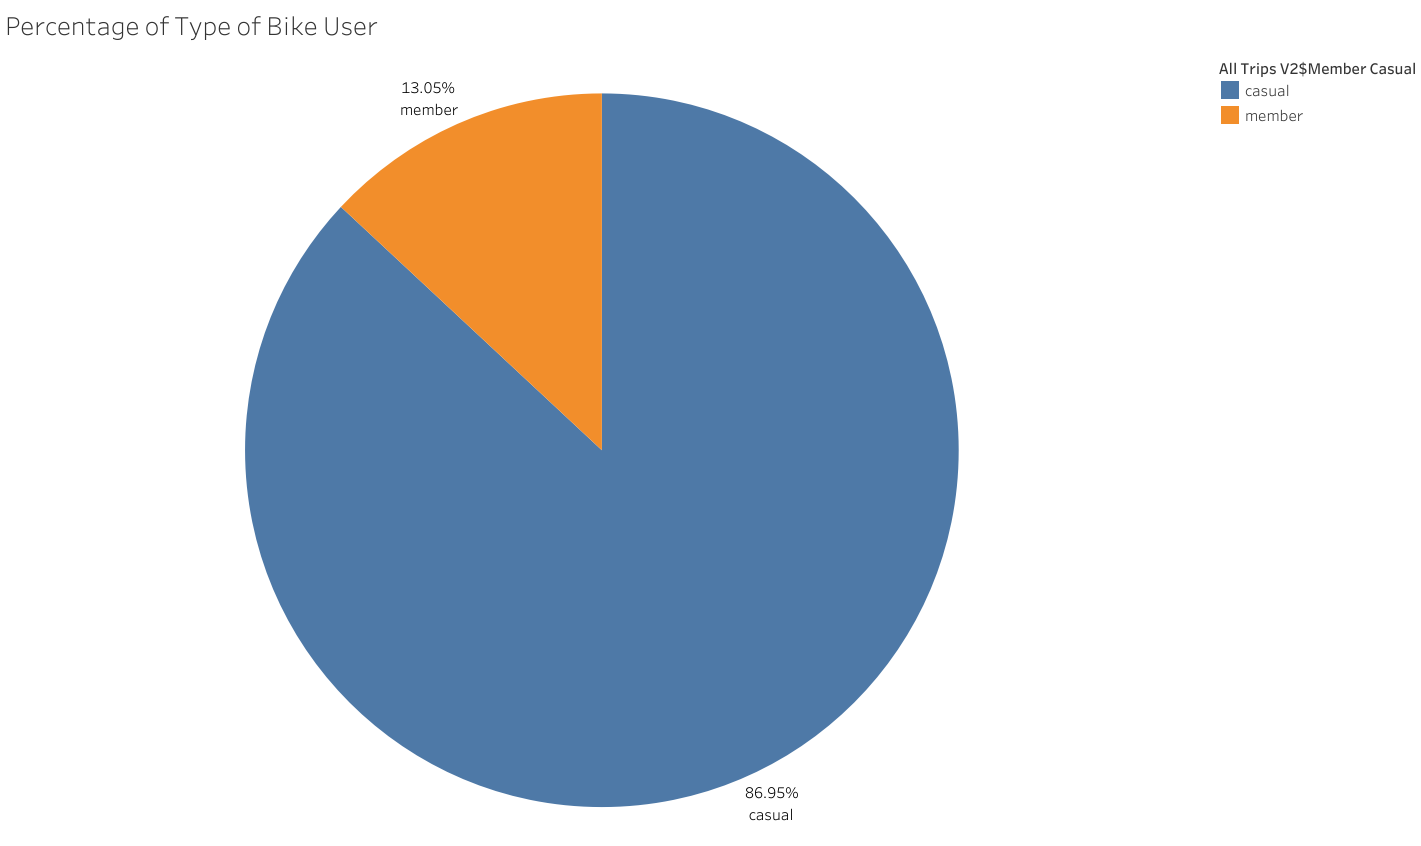 Percentage of Type of Bike User
All Trips V2$Member Casual
casual
member
13.05%
member
86.95%
casual